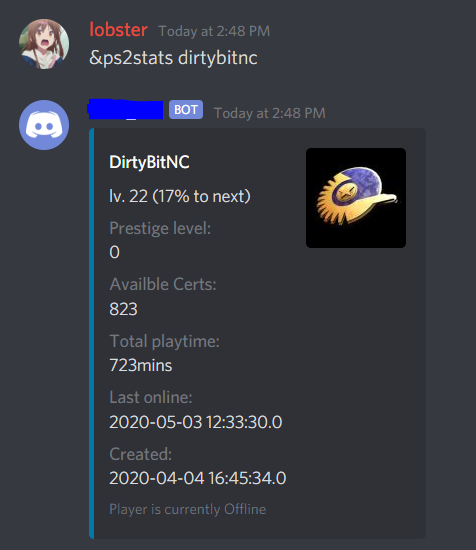 lobster Today at 2:48 PM
&ps2stats dirtybitnc
BOT Today at 2:48 PM
DirtyBitNC
lv. 22 (17% to next)
Prestige level:
0
Availble Certs:
823
Total playtime:
723mins
Last online:
2020-05-03 12:33:30.0
Created:
2020-04-04 16:45:34.0
Player is currently Offline